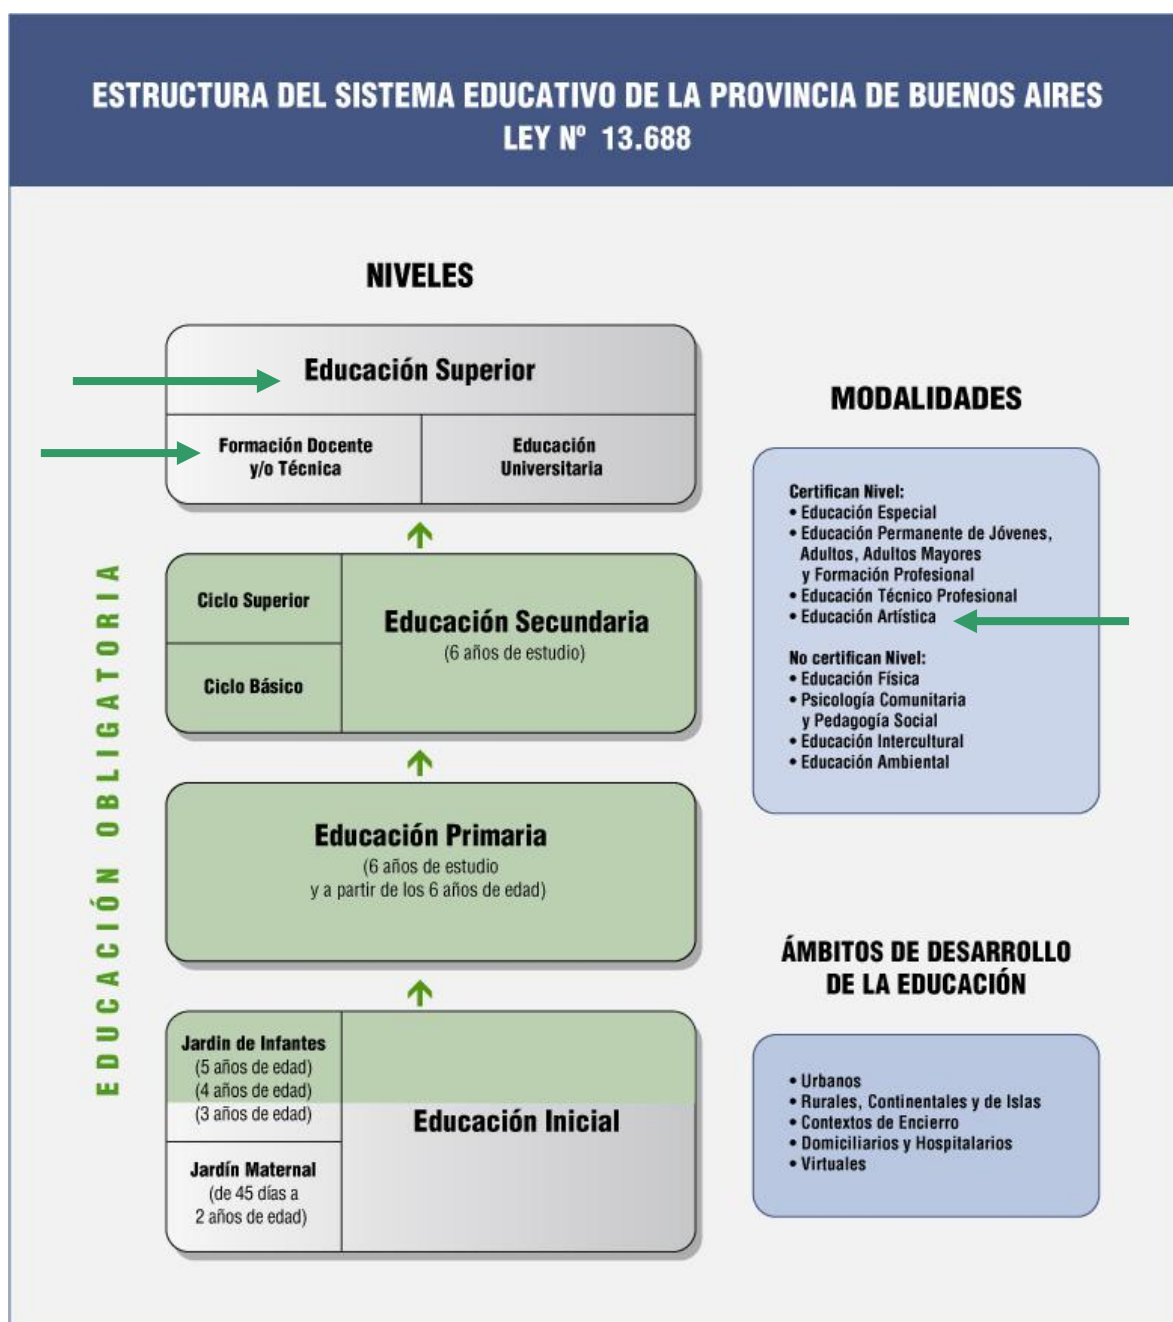 ESTRUCTURA DEL SISTEMA EDUCATIVO DE LA PROVINCIA DE BUENOS AIRES
LEY Nº 13.688
NIVELES
Educación Superior
Formación Docente
y/o Técnica
Educación
Universitaria
EDUCACIÓN OBLIGATORIA
Ciclo Superior
Ciclo Básico
Educación Secundaria
(6 años de estudio)
Educación Primaria
(6 años de estudio
y a partir de los 6 años de edad)
Jardin de Infantes
(5 años de edad)
(4 años de edad)
(3 años de edad)
Jardín Maternal
(de 45 días a
2 años de edad)
Educación Inicial
MODALIDADES
Certifican Nivel:
• Educación Especial
• Educación Permanente de Jóvenes,
Adultos, Adultos Mayores
y Formación Profesional
• Educación Técnico Profesional
• Educación Artística
No certifican Nivel:
• Educación Física
• Psicología Comunitaria
y Pedagogía Social
• Educación Intercultural
• Educación Ambiental
ÁMBITOS DE DESARROLLO
DE LA EDUCACIÓN
• Urbanos
• Rurales, Continentales y de Islas
• Contextos de Encierro
• Domiciliarios y Hospitalarios
• Virtuales